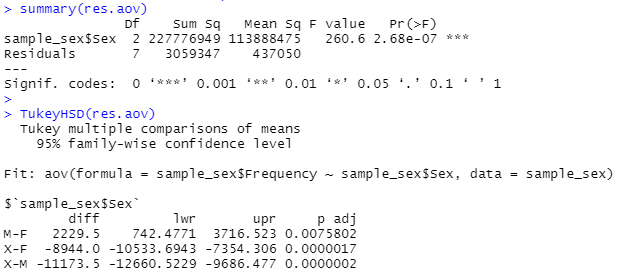 > summary(res.aov)
              Df    Sum Sq   Mean Sq F value   Pr(>F)
sample_sex$Sex  2 227776949 113888475   260.6 2.68e-07 ***
Residuals       7   3059347    437050
---
Signif. codes:  0 ‘***’ 0.001 ‘**’ 0.01 ‘*’ 0.05 ‘.’ 0.1 ‘ ’ 1
>
> TukeyHSD(res.aov)
  Tukey multiple comparisons of means
    95% family-wise confidence level
Fit: aov(formula = sample_sex$Frequency ~ sample_sex$Sex, data = sample_sex)
$`sample_sex$Sex`
        diff         lwr       upr     p adj
M-F   2229.5    742.4771  3716.523 0.0075802
X-F  -8944.0 -10533.6943 -7354.306 0.0000017
X-M -11173.5 -12660.5229 -9686.477 0.0000002